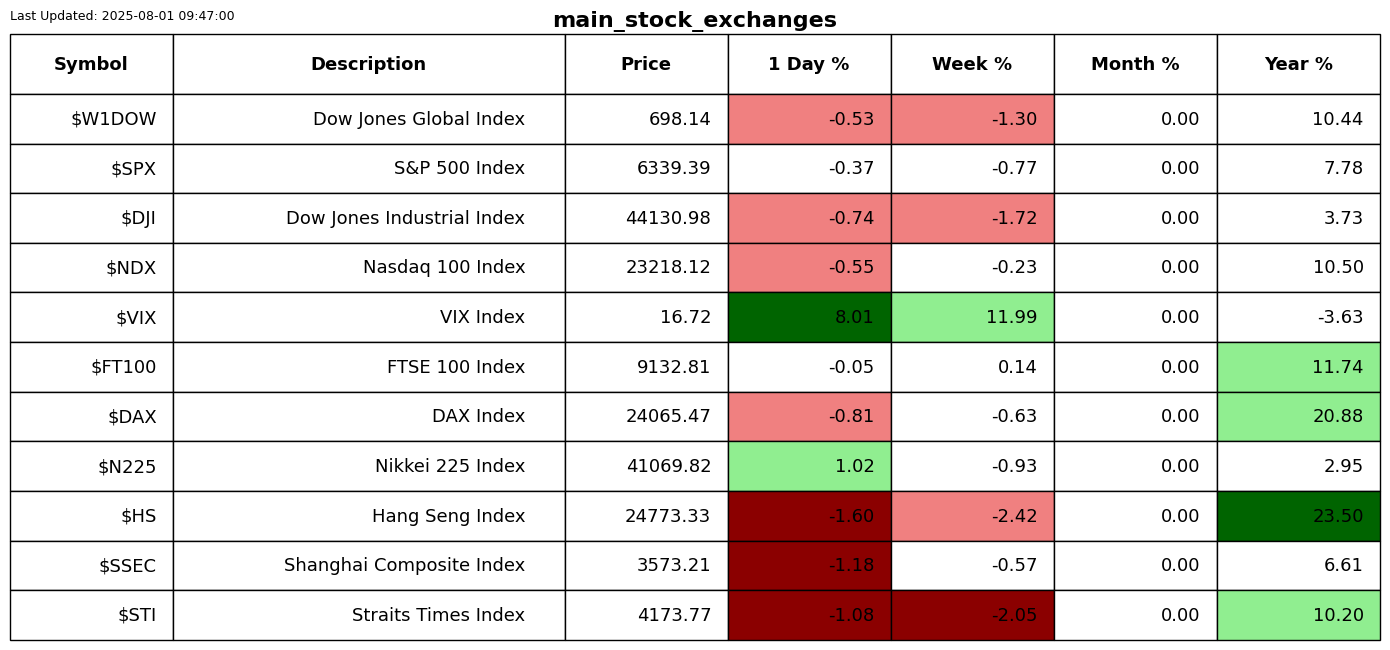 Last Updated: 2025-08-01 09:47:00
main_stock_exchanges
Symbol Description Price 1 Day % Week % Month % Year %
$W1DOW Dow Jones Global Index 698.14 -0.53 -1.30 0.00 10.44
$SPX S&P 500 Index 6339.39 -0.37 -0.77 0.00 7.78
$DJI Dow Jones Industrial Index 44130.98 -0.74 -1.72 0.00 3.73
$NDX Nasdaq 100 Index 23218.12 -0.55 -0.23 0.00 10.50
$VIX VIX Index 16.72 8.01 11.99 0.00 -3.63
$FT100 FTSE 100 Index 9132.81 -0.05 0.14 0.00 11.74
$DAX DAX Index 24065.47 -0.81 -0.63 0.00 20.88
$N225 Nikkei 225 Index 41069.82 1.02 -0.93 0.00 2.95
$HS Hang Seng Index 24773.33 -1.60 -2.42 0.00 23.50
$SSEC Shanghai Composite Index 3573.21 -1.18 -0.57 0.00 6.61
$STI Straits Times Index 4173.77 -1.08 -2.05 0.00 10.20